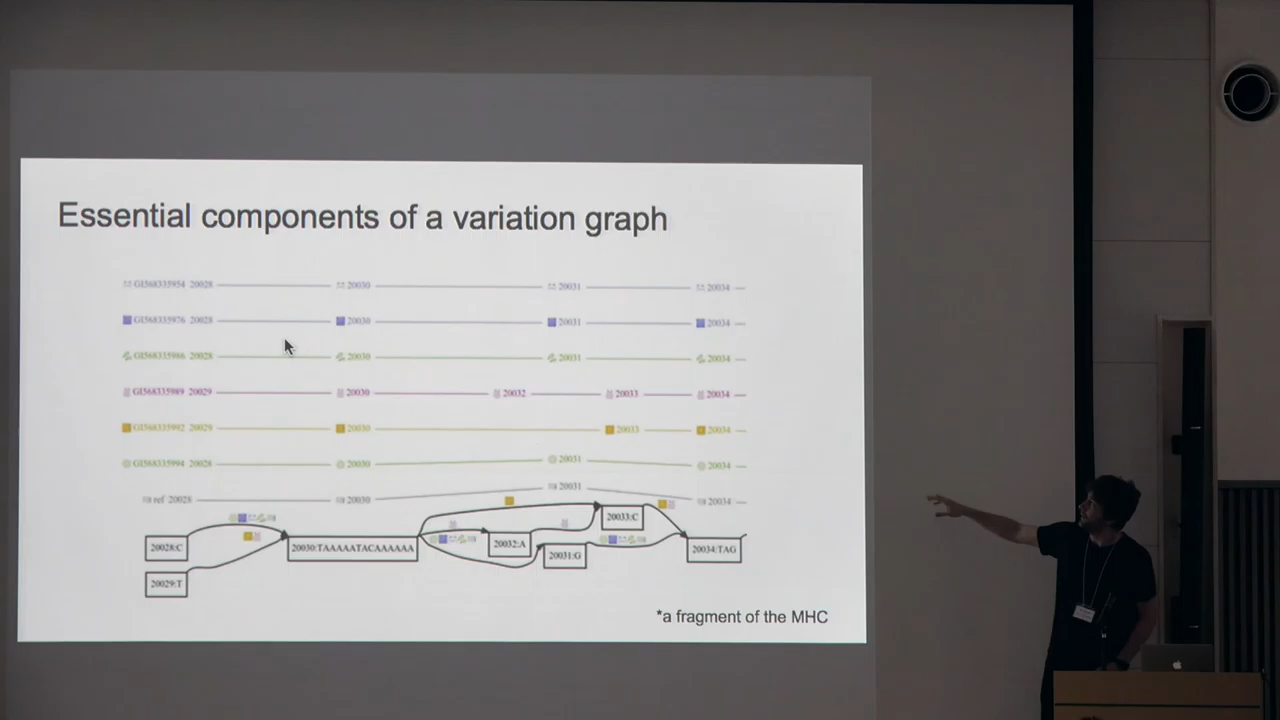 Essential components of a variation graph
GI568335954 20028 20030 20031 20034
GI568335976 20028 20030 20031 20034
GI568335986 20028 20030 20031 20034
GI568335989 20029 20030 20032 20033 20034
GI568335992 20029 20030 20033 20034
GI568335994 20028 20030 20031 20034
ref 20028 20030 20031 20034
20028:C 20030:TAAAAATACAAAAAA 20032:A 20033:C 20031:G 20034:TAG
20029:T
*a fragment of the MHC